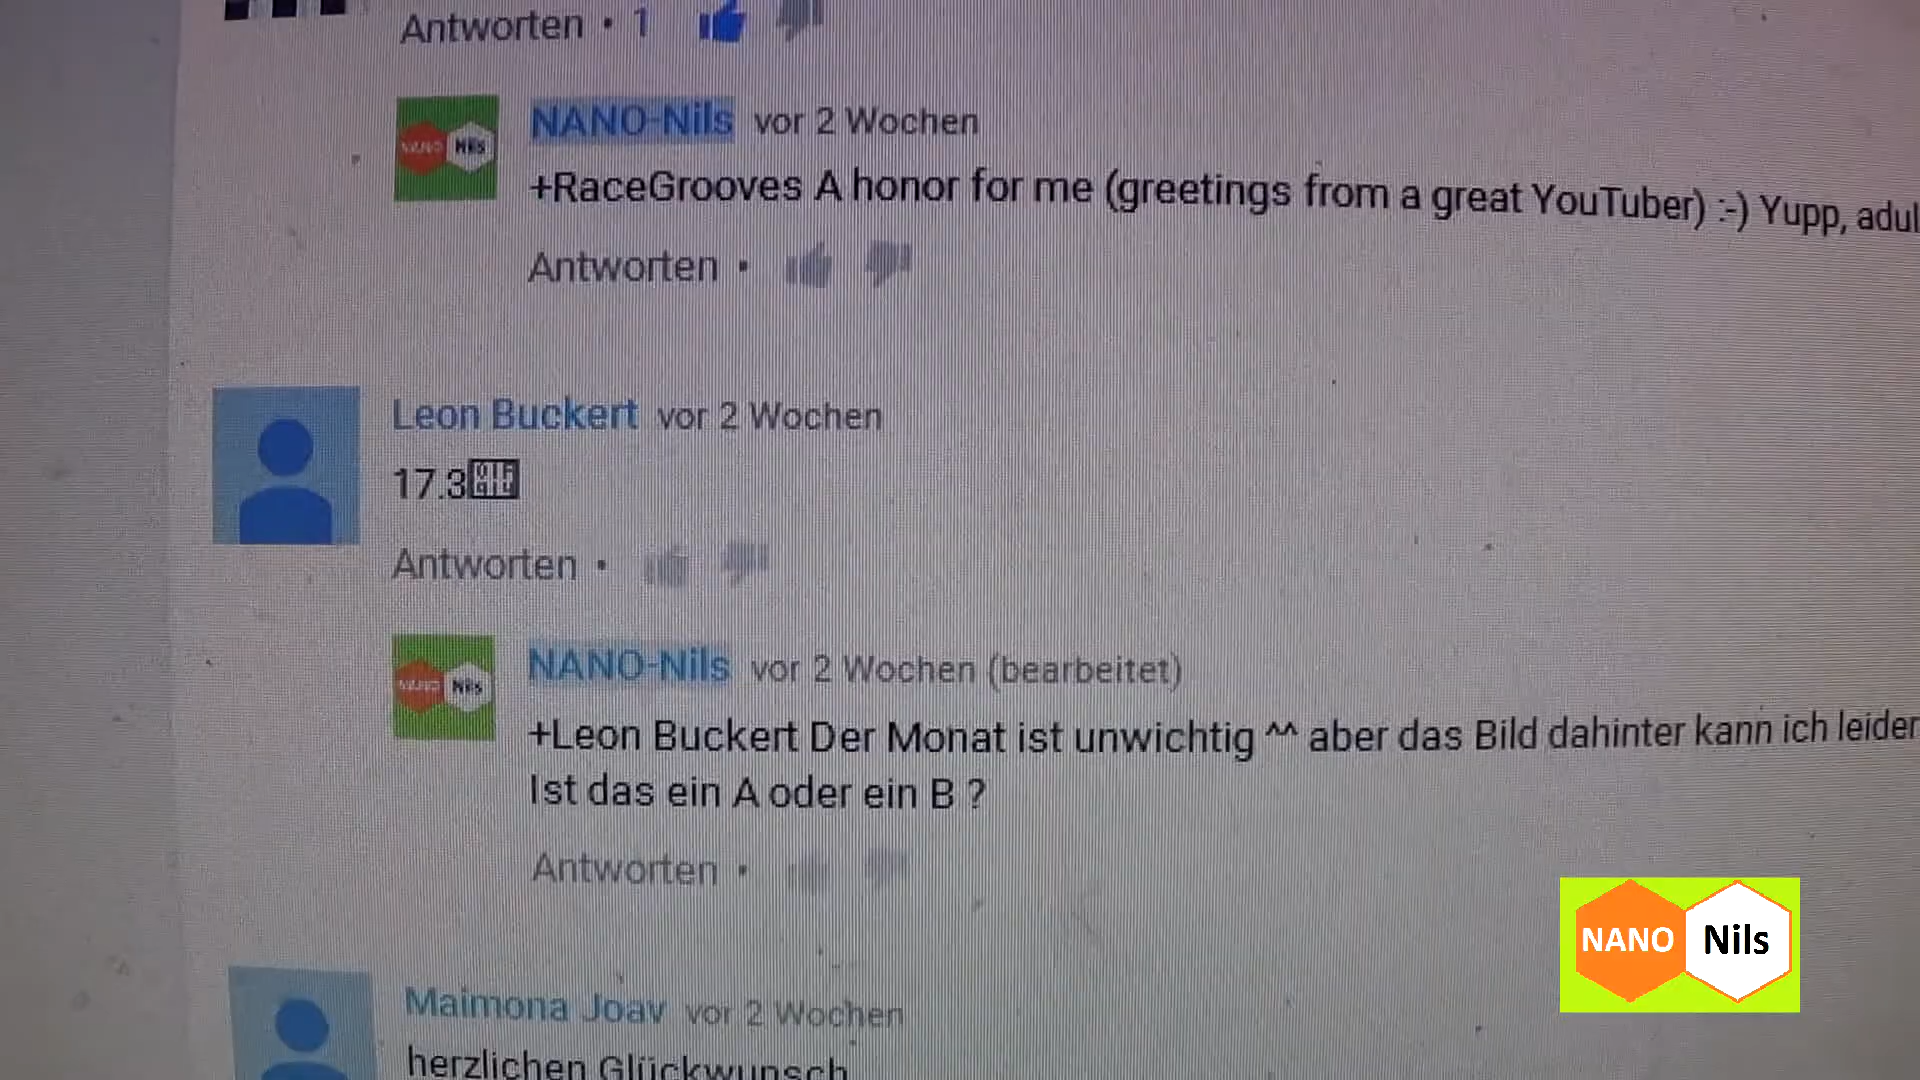 Antworten • 1
NANO-Nils vor 2 Wochen
+RaceGrooves A honor for me (greetings from a great YouTuber) :-) Yupp, adul
Antworten •
Leon Buckert vor 2 Wochen
17.3
Antworten •
NANO-Nils vor 2 Wochen (bearbeitet)
+Leon Buckert Der Monat ist unwichtig ^^ aber das Bild dahinter kann ich leider
Ist das ein A oder ein B ?
Antworten •
NANO Nils
Maimona Joav vor 2 Wochen
herzlichen Glückwunsch